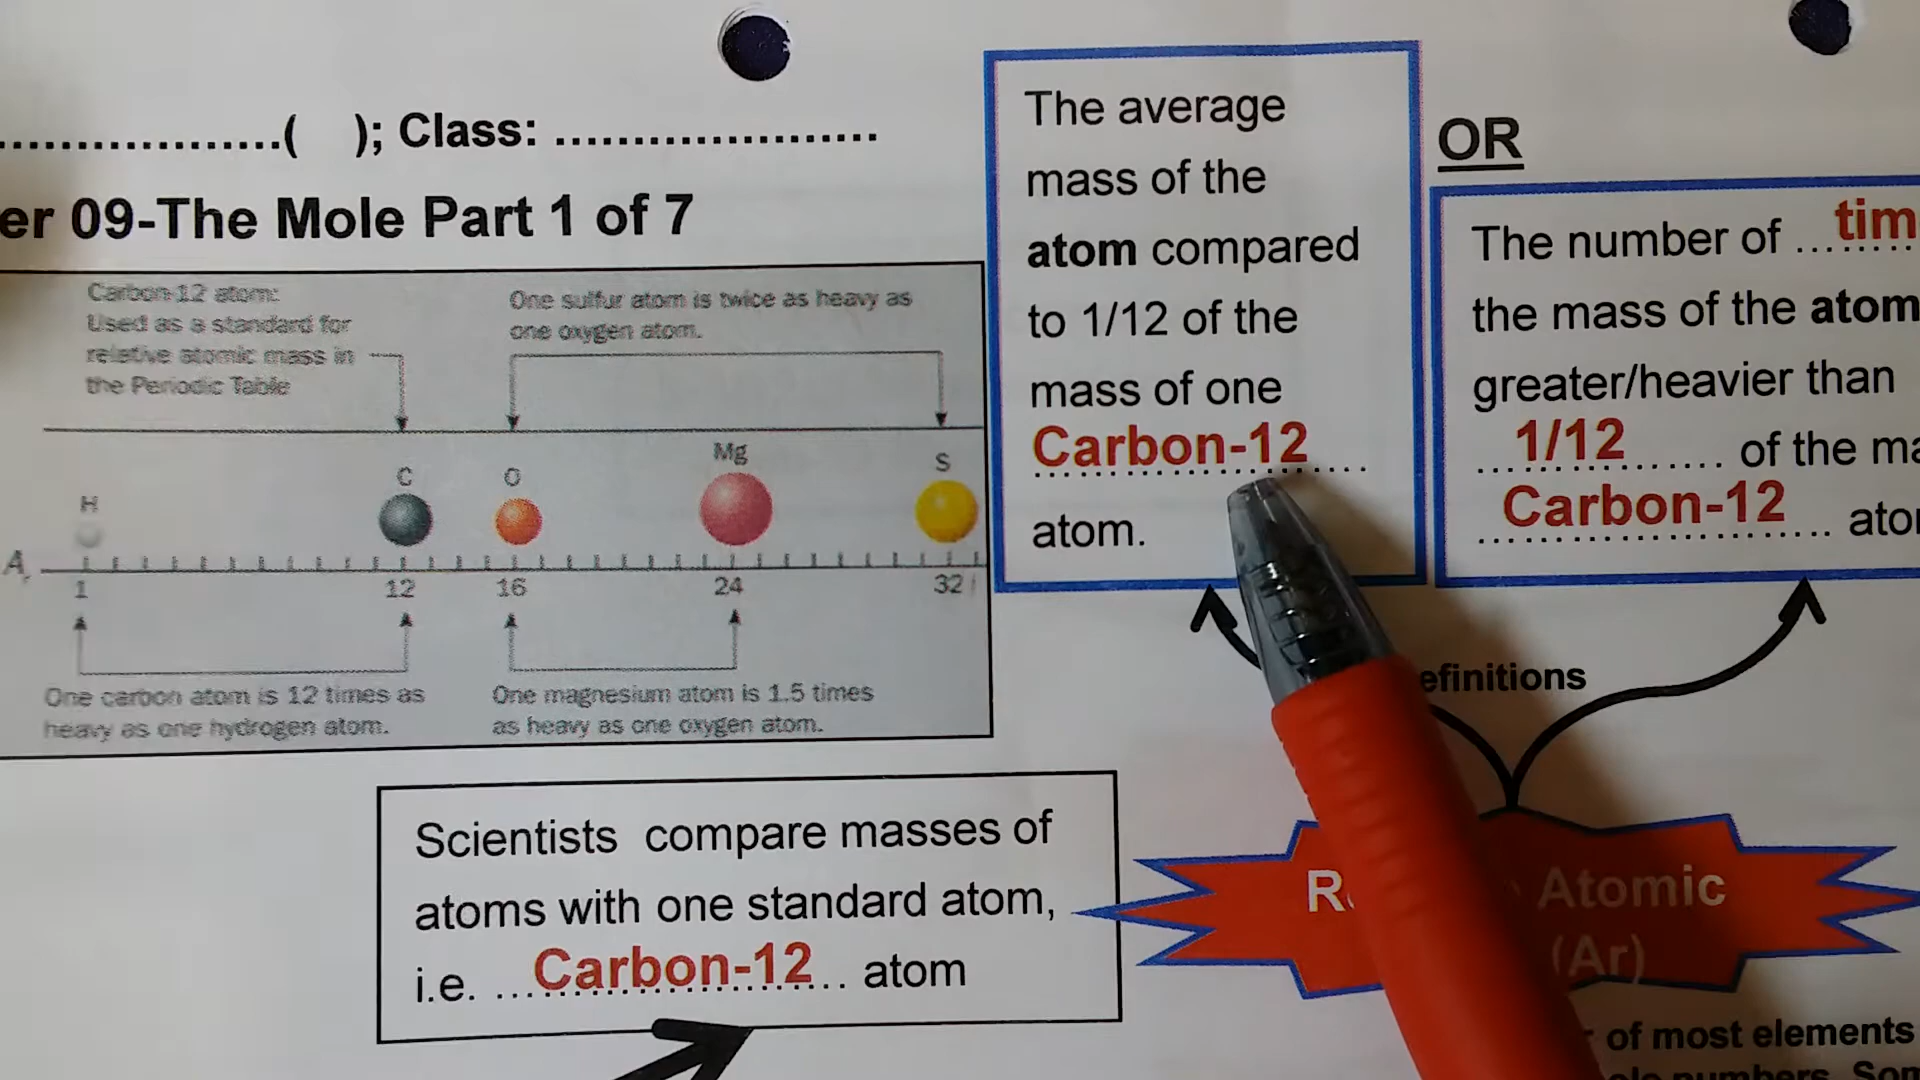 ..................( ); Class: .....................
er 09-The Mole Part 1 of 7
Carbon-12 atom:
Used as a standard for
relative atomic mass in
the Periodic Table
One sulfur atom is twice as heavy as
one oxygen atom.
H
C
O
Mg
S
Ar
1
12
16
24
32
One carbon atom is 12 times as
heavy as one hydrogen atom.
One magnesium atom is 1.5 times
as heavy as one oxygen atom.
The average
mass of the
atom compared
to 1/12 of the
mass of one
Carbon-12
atom.
OR
The number of ... tim
the mass of the atom
greater/heavier than
1/12 of the ma
Carbon-12 ato
efinitions
Scientists compare masses of
atoms with one standard atom,
i.e. ... Carbon-12 ... atom
R Atomic
(Ar)
of most elements